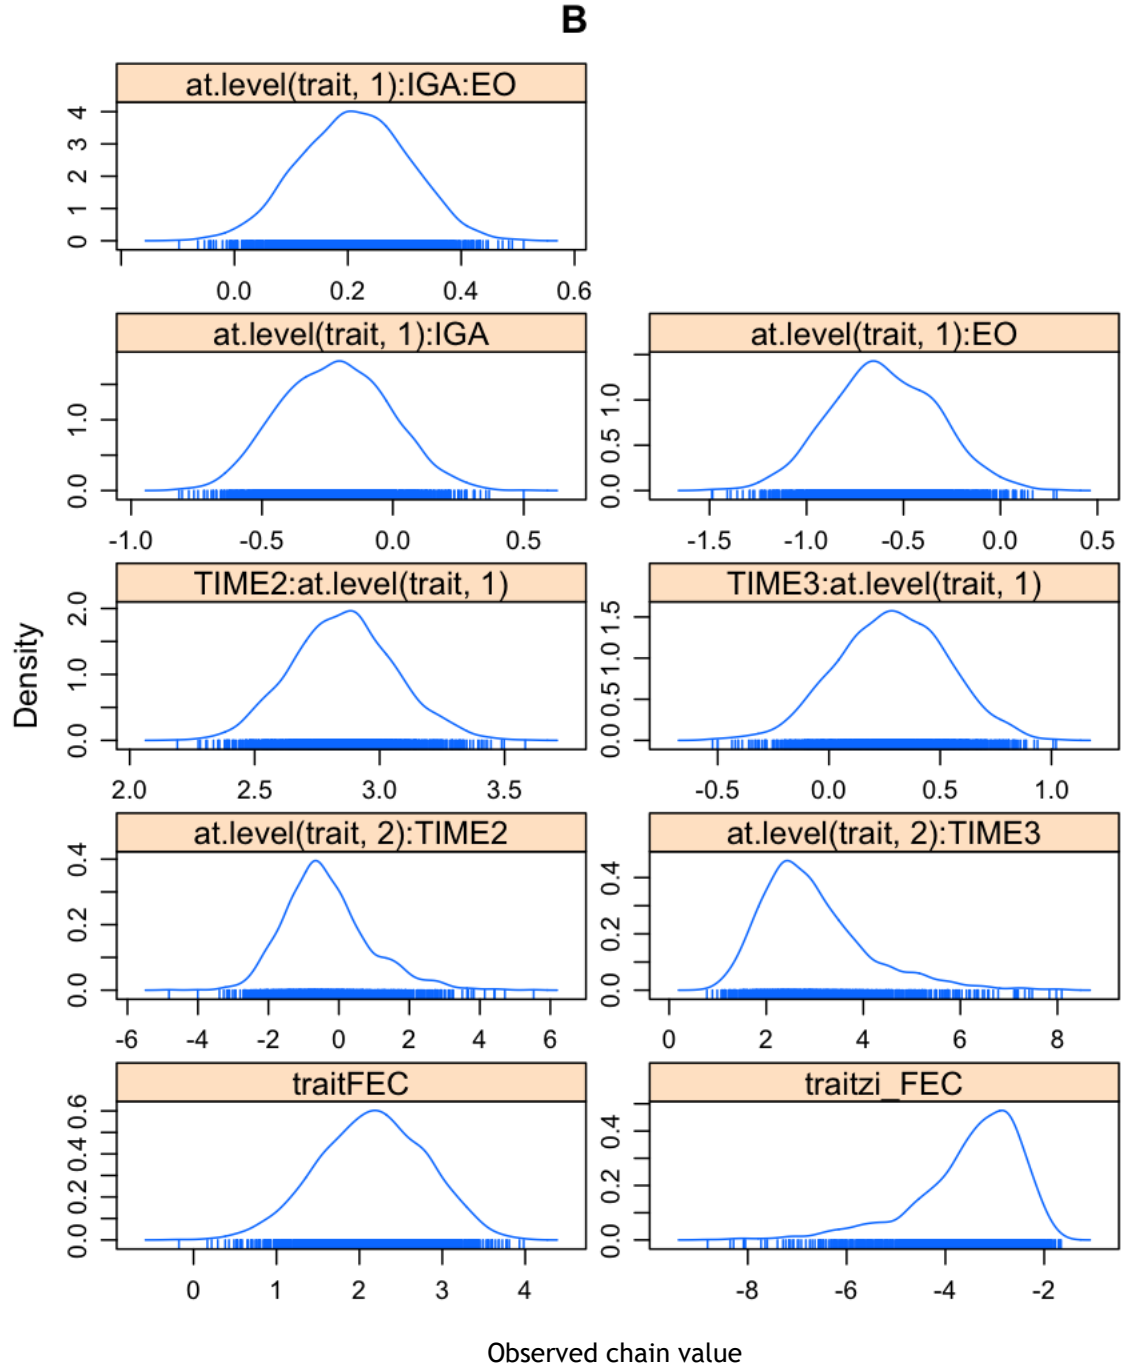 B
at.level(trait, 1):IGA:EO
0 1 2 3 4
0.0 0.2 0.4 0.6
at.level(trait, 1):IGA
at.level(trait, 1):EO
0.0 1.0
0.0 0.5 1.0
-1.0 -0.5 0.0 0.5
-1.5 -1.0 -0.5 0.0 0.5
TIME2:at.level(trait, 1)
TIME3:at.level(trait, 1)
0.0 1.0 2.0
0.0 0.5 1.0 1.5
2.0 2.5 3.0 3.5
-0.5 0.0 0.5 1.0
Density
at.level(trait, 2):TIME2
at.level(trait, 2):TIME3
0.0 0.2 0.4
0.0 0.2 0.4
-6 -4 -2 0 2 4 6
0 2 4 6 8
traitFEC
traitzi_FEC
0.0 0.2 0.4 0.6
0.0 0.2 0.4
0 1 2 3 4
-8 -6 -4 -2
Observed chain value